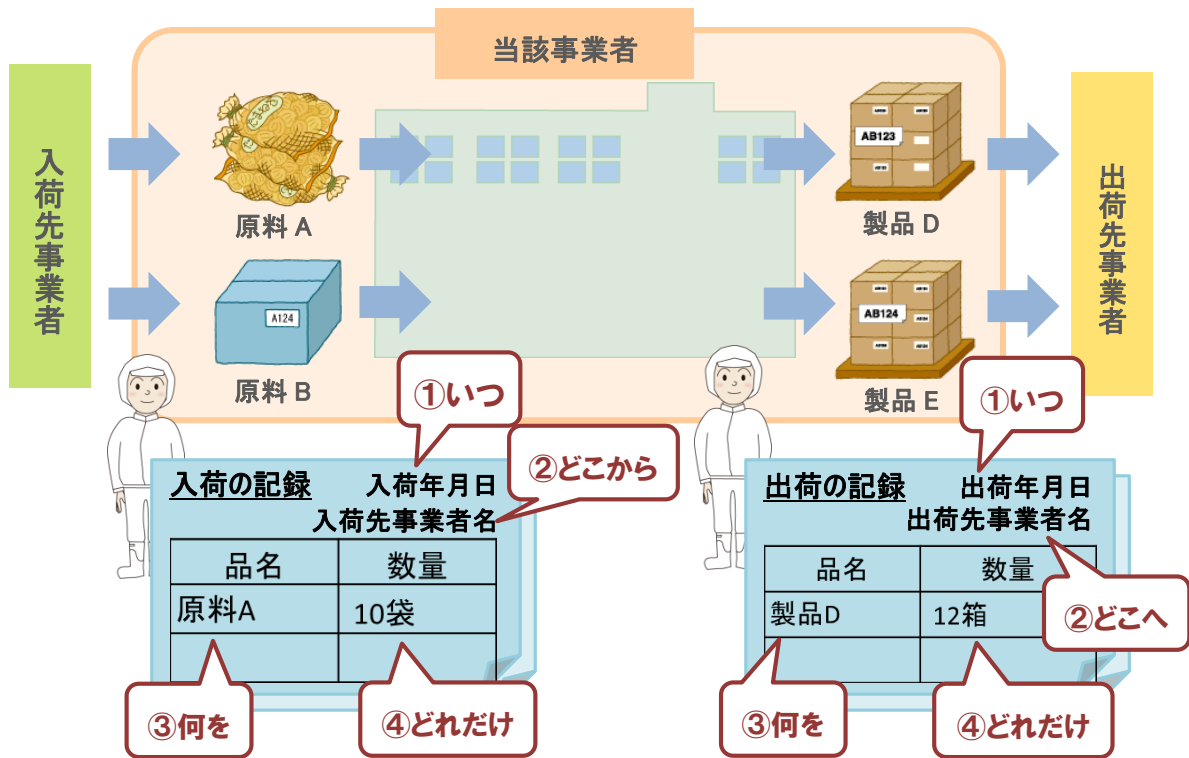 当該事業者
入荷先事業者
出荷先事業者
原料 A
A124
原料 B
AB123
製品 D
AB124
製品 E
①いつ
②どこから
入荷の記録
入荷年月日
入荷先事業者名
品名 数量
原料A 10袋
③何を
④どれだけ
①いつ
出荷の記録
出荷年月日
出荷先事業者名
品名 数量
製品D 12箱
②どこへ
③何を
④どれだけ